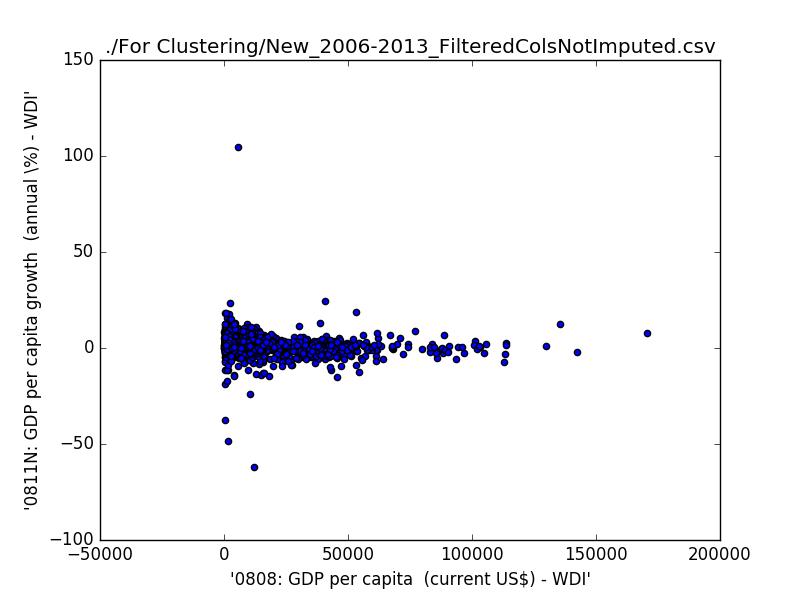 ./For Clustering/New_2006-2013_FilteredColsNotImputed.csv
150
100
50
0
−50
−100
'0811N: GDP per capita growth  (annual \%) - WDI'
−50000 0 50000 100000 150000 200000
'0808: GDP per capita  (current US$) - WDI'